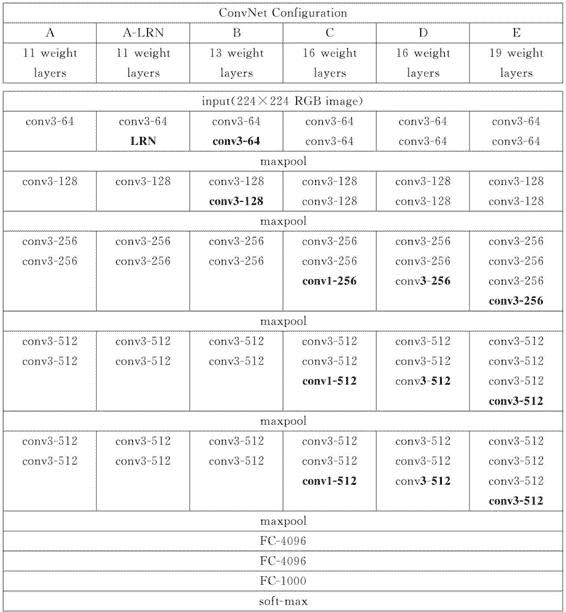 ConvNet Configuration
A A-LRN B C D E
11 weight 11 weight 13 weight 16 weight 16 weight 19 weight
layers layers layers layers layers layers
input(224×224 RGB image)
conv3-64 conv3-64 conv3-64 conv3-64 conv3-64 conv3-64
LRN conv3-64 conv3-64 conv3-64 conv3-64
maxpool
conv3-128 conv3-128 conv3-128 conv3-128 conv3-128 conv3-128
conv3-128 conv3-128 conv3-128 conv3-128
maxpool
conv3-256 conv3-256 conv3-256 conv3-256 conv3-256 conv3-256
conv3-256 conv3-256 conv3-256 conv3-256 conv3-256 conv3-256
conv1-256 conv3-256 conv3-256
conv3-256
maxpool
conv3-512 conv3-512 conv3-512 conv3-512 conv3-512 conv3-512
conv3-512 conv3-512 conv3-512 conv3-512 conv3-512 conv3-512
conv1-512 conv3-512 conv3-512
conv3-512
maxpool
conv3-512 conv3-512 conv3-512 conv3-512 conv3-512 conv3-512
conv3-512 conv3-512 conv3-512 conv3-512 conv3-512 conv3-512
conv1-512 conv3-512 conv3-512
conv3-512
maxpool
FC-4096
FC-4096
FC-1000
soft-max